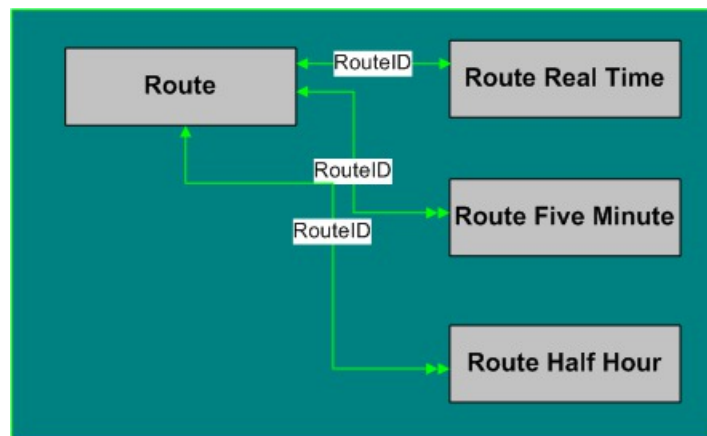 Route
RouteID
Route Real Time
RouteID
Route Five Minute
RouteID
Route Half Hour